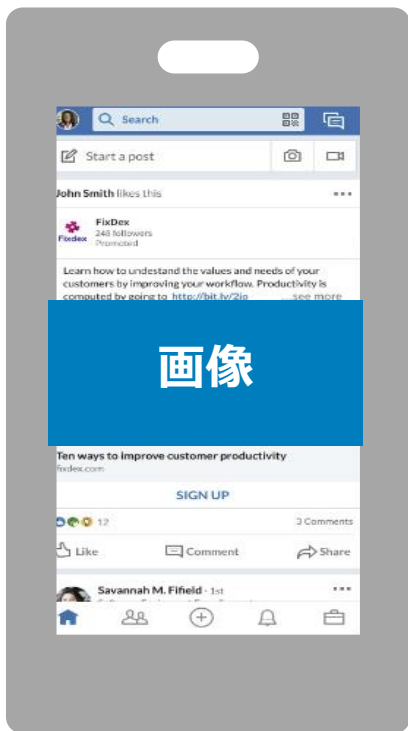 Search
Start a post
John Smith likes this
FixDex
Fixdex
248 followers
Promoted
Learn how to undestand the values and needs of your
customers by improving your workflow. Productivity is
computed by going to http://bit.ly/2jo ...see more
画像
Ten ways to improve customer productivity
fixdex.com
SIGN UP
12
3 Comments
Like
Comment
Share
Savannah M. Fifield · 1st